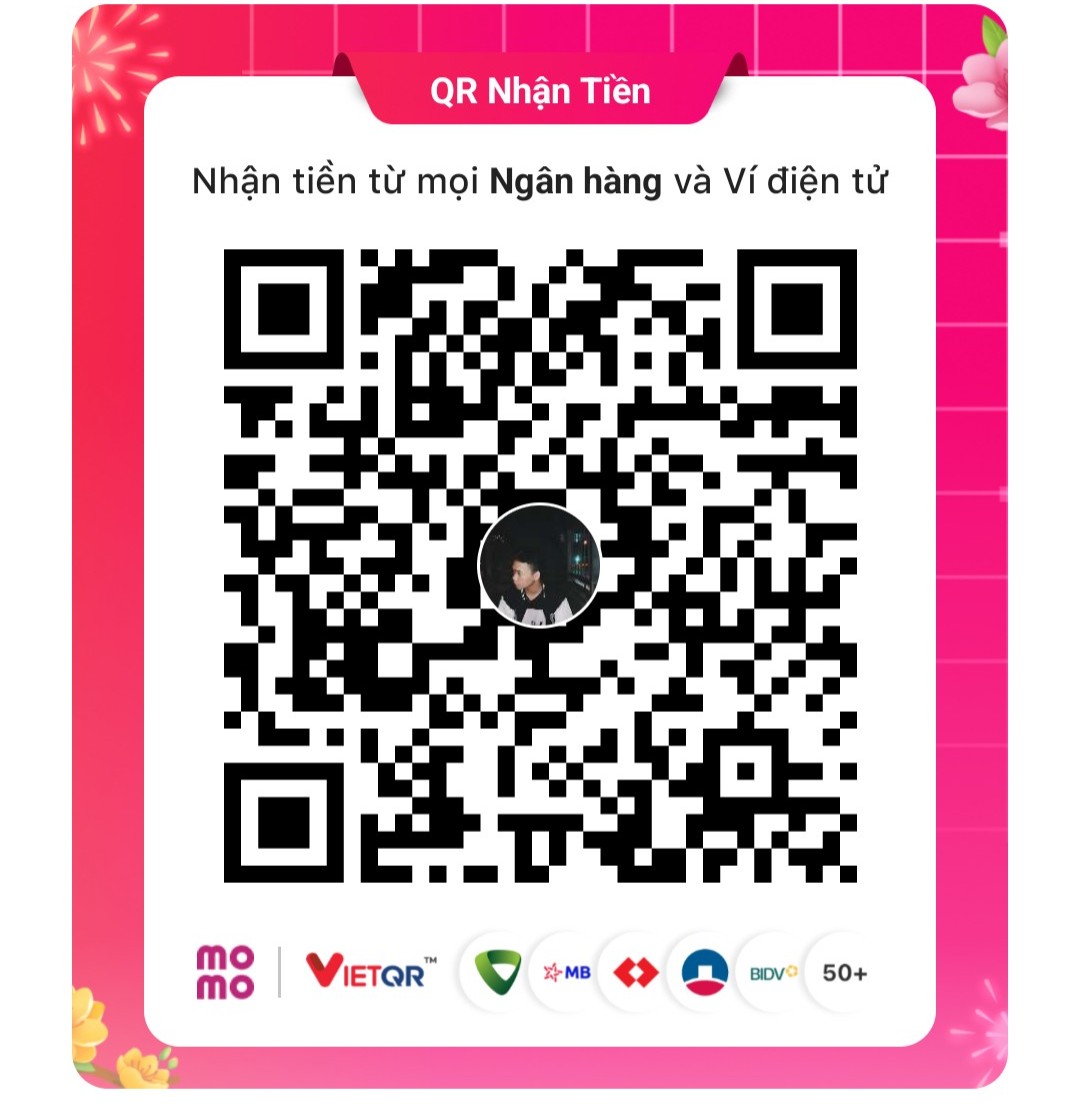 QR Nhận Tiền
Nhận tiền từ mọi Ngân hàng và Ví điện tử
mo
mo
VIETQR™
MB
BIDV
50+